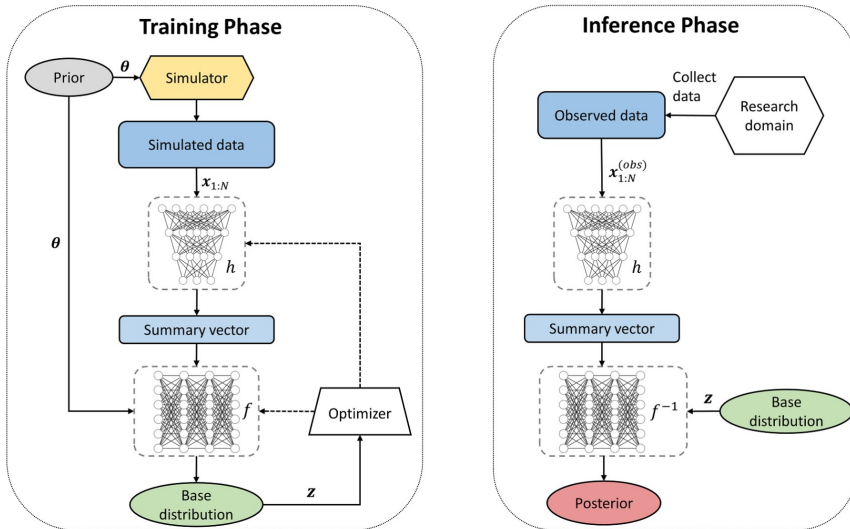 Training Phase
Prior
θ
Simulator
Simulated data
x1:N
θ
h
Summary vector
f
Optimizer
Base
distribution
z
Inference Phase
Collect
data
Observed data
Research
domain
x1:N(obs)
h
Summary vector
f−1
z
Base
distribution
Posterior